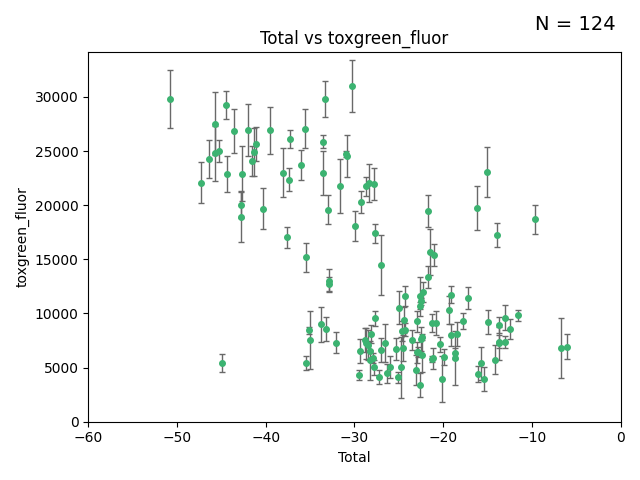 N = 124
Total vs toxgreen_fluor
30000
25000
20000
15000
10000
5000
0
toxgreen_fluor
−60 −50 −40 −30 −20 −10 0
Total